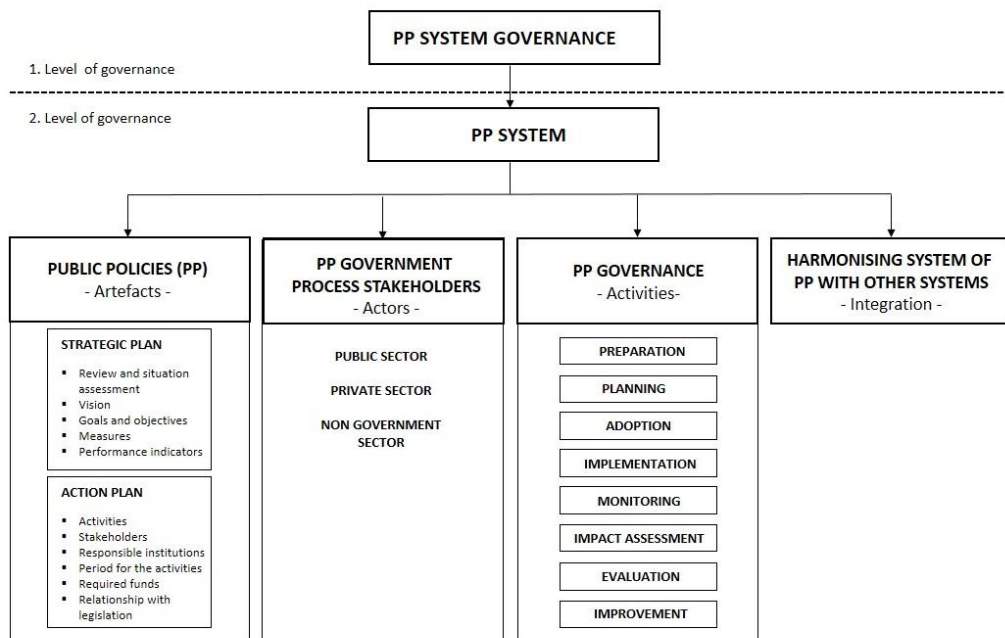 PP SYSTEM GOVERNANCE
1. Level of governance
2. Level of governance
PP SYSTEM
PUBLIC POLICIES (PP)
- Artefacts -
STRATEGIC PLAN
▪ Review and situation
assessment
▪ Vision
▪ Goals and objectives
▪ Measures
▪ Performance indicators
ACTION PLAN
▪ Activities
▪ Stakeholders
▪ Responsible institutions
▪ Period for the activities
▪ Required funds
▪ Relationship with
legislation
PP GOVERNMENT
PROCESS STAKEHOLDERS
- Actors -
PUBLIC SECTOR
PRIVATE SECTOR
NON GOVERNMENT
SECTOR
PP GOVERNANCE
- Activities-
PREPARATION
PLANNING
ADOPTION
IMPLEMENTATION
MONITORING
IMPACT ASSESSMENT
EVALUATION
IMPROVEMENT
HARMONISING SYSTEM OF
PP WITH OTHER SYSTEMS
- Integration -